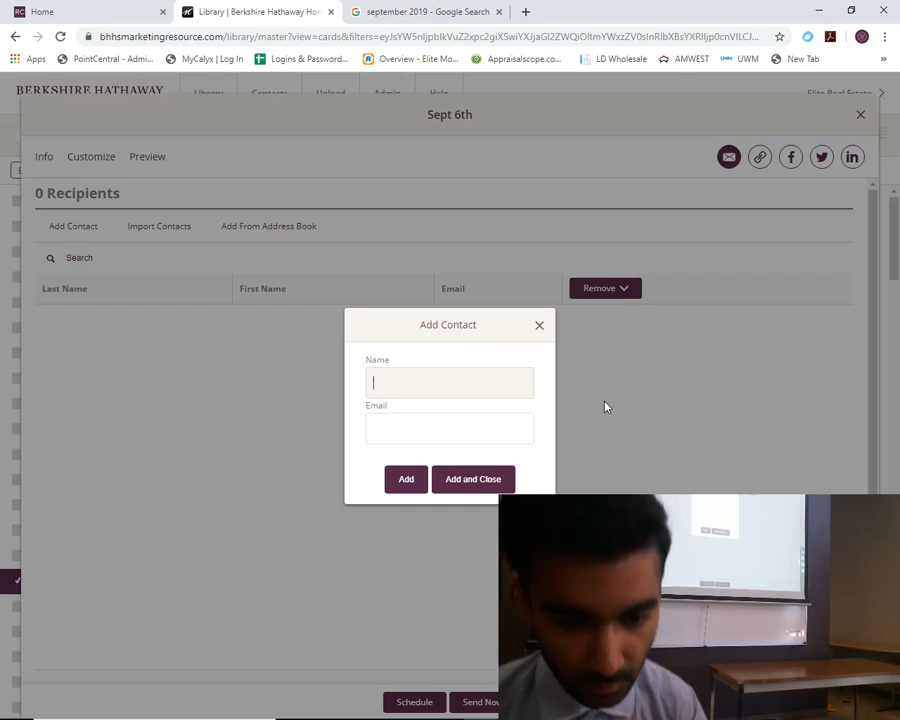 Home
Library | Berkshire Hathaway Hom
september 2019 - Google Search
bhhsmarketingresource.com/library/master?view=cards&filters=
Apps
PointCentral - Admi...
MyCalyx | Log In
Logins & Password...
Overview - Elite Mo...
Appraisalscope.co...
LD Wholesale
AMWEST
UWM
UWM
New Tab
BERKSHIRE HATHAWAY
Library
Contacts
Upload
Admin
Help
Elite Real Estate
Sept 6th
Info
Customize
Preview
0 Recipients
Add Contact
Import Contacts
Add From Address Book
Search
Last Name
First Name
Email
Remove
Add Contact
Name
Email
Add
Add and Close
Schedule
Send Now